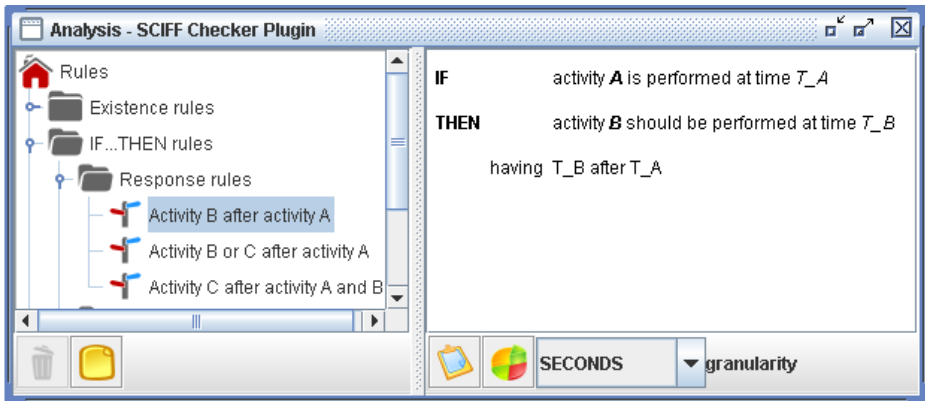 Analysis - SCIFF Checker Plugin
Rules
Existence rules
IF...THEN rules
Response rules
Activity B after activity A
Activity B or C after activity A
Activity C after activity A and B
IF activity A is performed at time T_A
THEN activity B should be performed at time T_B
having T_B after T_A
SECONDS granularity